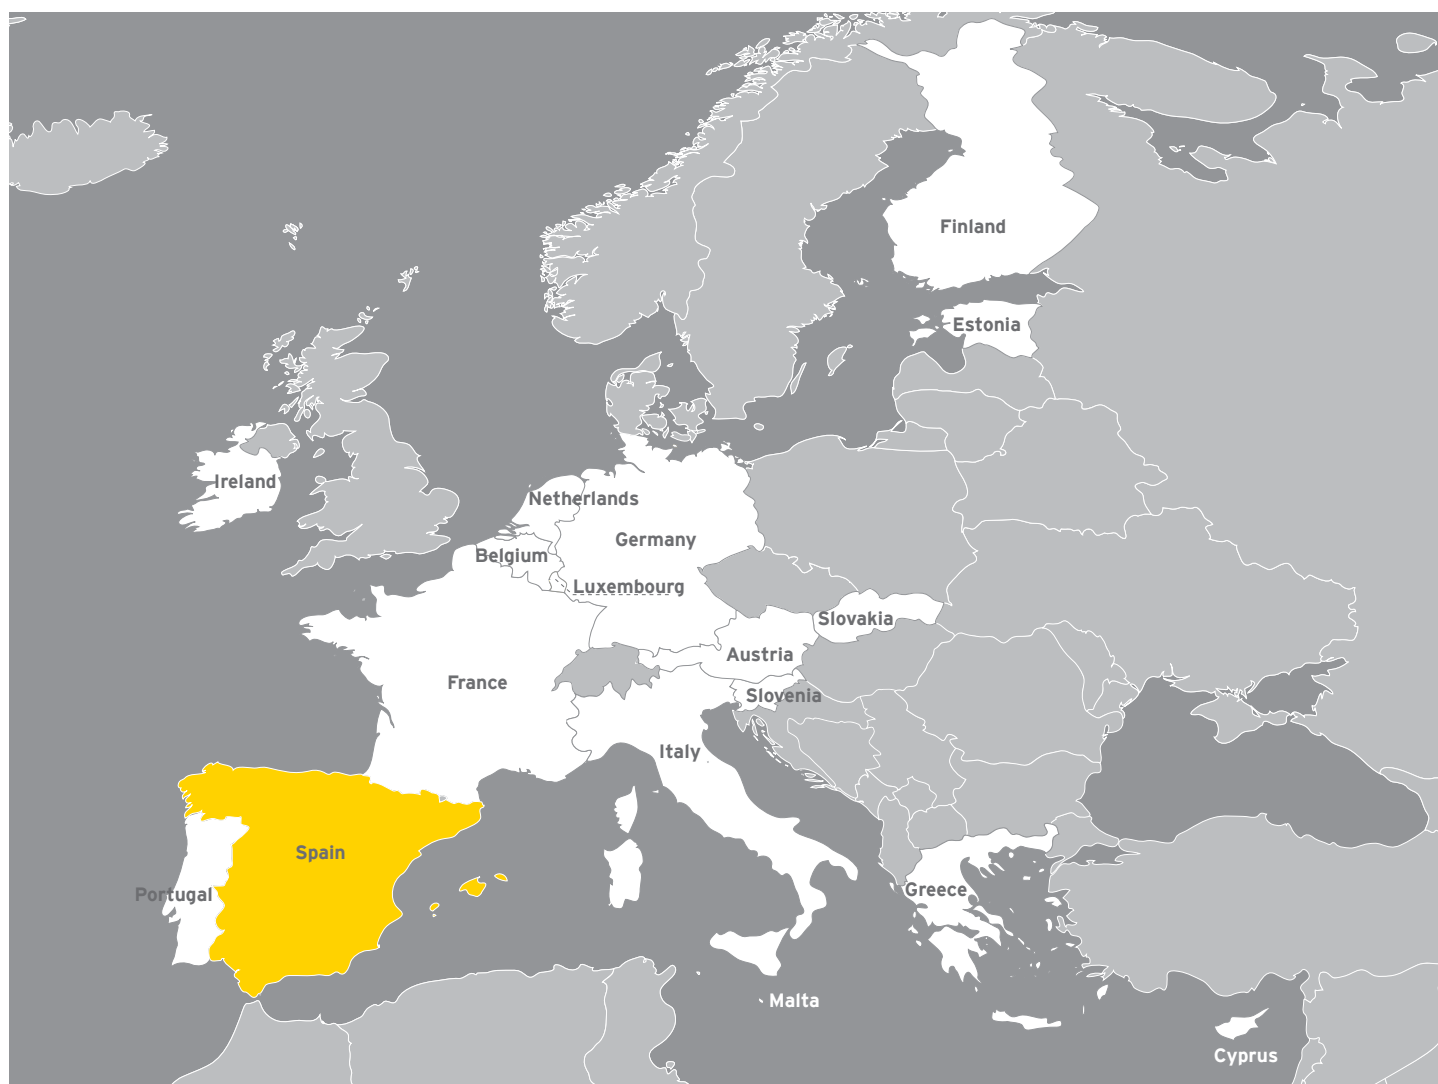 Finland
Estonia
Ireland
Netherlands
Germany
Belgium
Luxembourg
Slovakia
Austria
France
Slovenia
Italy
Spain
Portugal
Greece
Malta
Cyprus